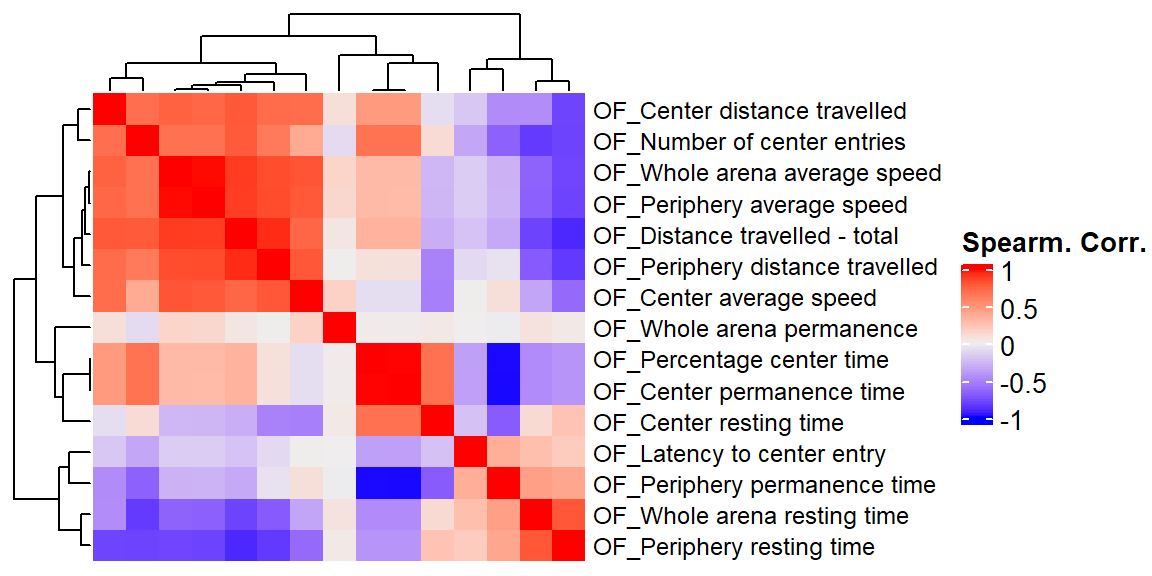 OF_Center distance travelled
OF_Number of center entries
OF_Whole arena average speed
OF_Periphery average speed
OF_Distance travelled - total
OF_Periphery distance travelled
OF_Center average speed
OF_Whole arena permanence
OF_Percentage center time
OF_Center permanence time
OF_Center resting time
OF_Latency to center entry
OF_Periphery permanence time
OF_Whole arena resting time
OF_Periphery resting time
Spearm. Corr.
1
0.5
0
-0.5
-1